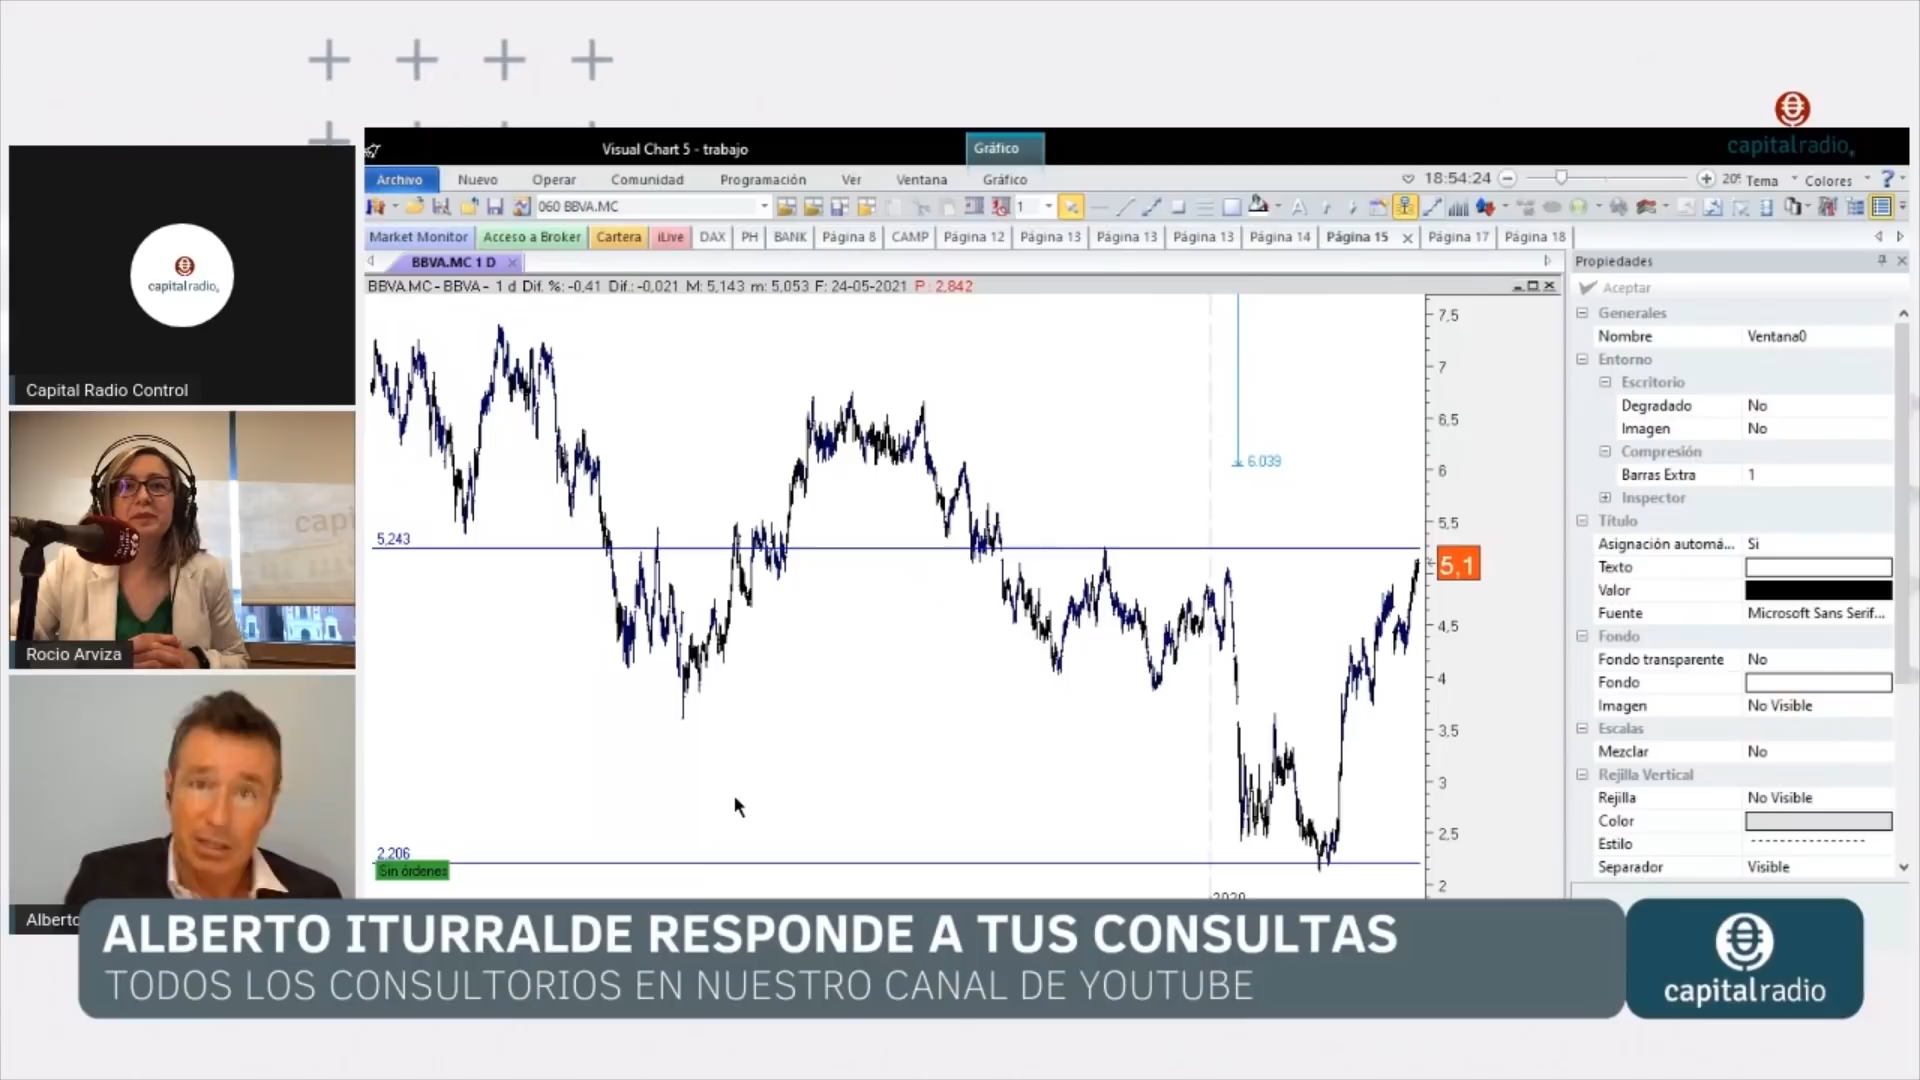 capitalradio
Visual Chart 5 - trabajo
Gráfico
Archivo
Nuevo
Operar
Comunidad
Programación
Ver
Ventana
Gráfico
18:54:24
Tema
Colores
?
060 BBVA.MC
1
Market Monitor
Acceso a Broker
Cartera
iLive
DAX
PH
BANK
Página 8
CAMP
Página 12
Página 13
Página 13
Página 13
Página 14
Página 15
Página 17
Página 18
BBVA.MC 1 D
BBVA.MC - BBVA - 1 d Dif. %: -0,41 Dif.: -0,021 M: 5,143 m: 5,053 F: 24-05-2021 P: 2,842
7,5
7
6,5
6
5,5
5,1
4,5
4
3,5
3
2,5
2
6.039
5,243
2,206
Sin órdenes
2020
Propiedades
Aceptar
Generales
Nombre Ventana0
Entorno
Escritorio
Degradado No
Imagen No
Compresión
Barras Extra 1
Inspector
Título
Asignación automá... Si
Texto
Valor
Fuente Microsoft Sans Serif...
Fondo
Fondo transparente No
Fondo
Imagen No Visible
Escalas
Mezclar No
Rejilla Vertical
Rejilla No Visible
Color
Estilo
Separador Visible
capitalradio
Capital Radio Control
capi
Rocio Arviza
Alberto
ALBERTO ITURRALDE RESPONDE A TUS CONSULTAS
TODOS LOS CONSULTORIOS EN NUESTRO CANAL DE YOUTUBE
capitalradio